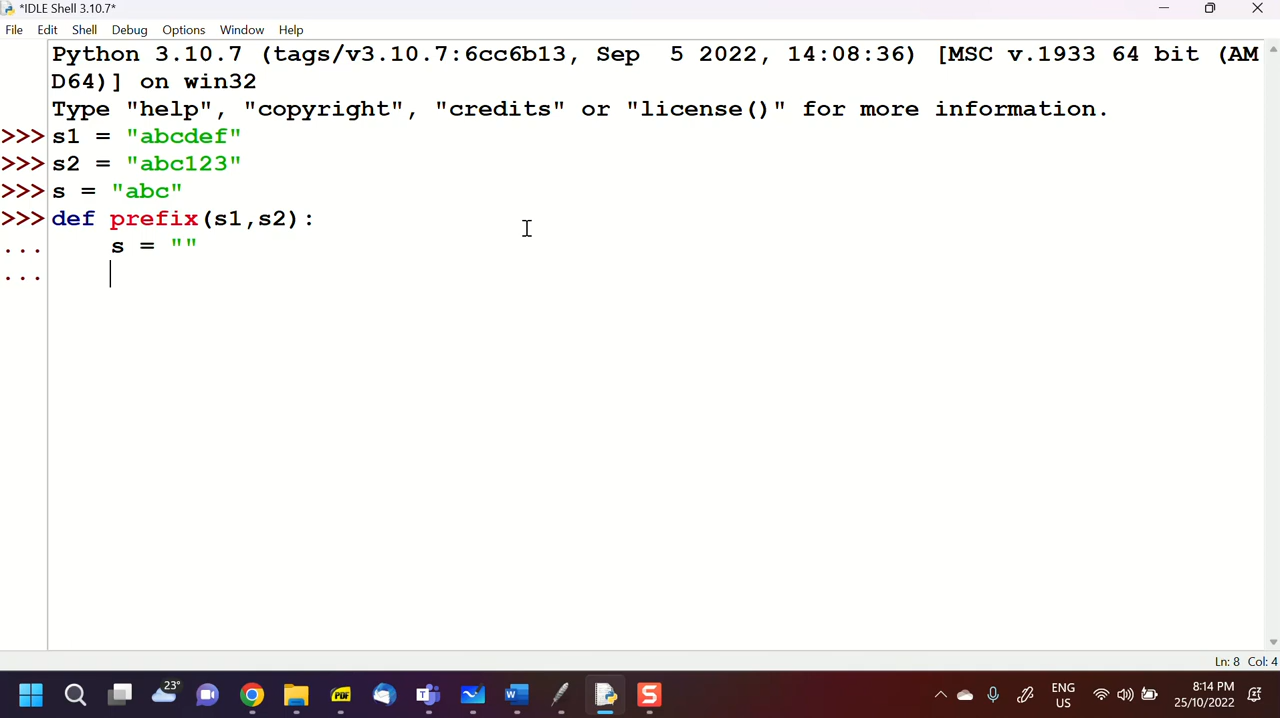 *IDLE Shell 3.10.7*
File Edit Shell Debug Options Window Help
Python 3.10.7 (tags/v3.10.7:6cc6b13, Sep  5 2022, 14:08:36) [MSC v.1933 64 bit (AM
D64)] on win32
Type "help", "copyright", "credits" or "license()" for more information.
>>> s1 = "abcdef"
>>> s2 = "abc123"
>>> s = "abc"
>>> def prefix(s1,s2):
...     s = ""
...
Ln: 8 Col: 4
23°
PDF
ENG
US
8:14 PM
25/10/2022